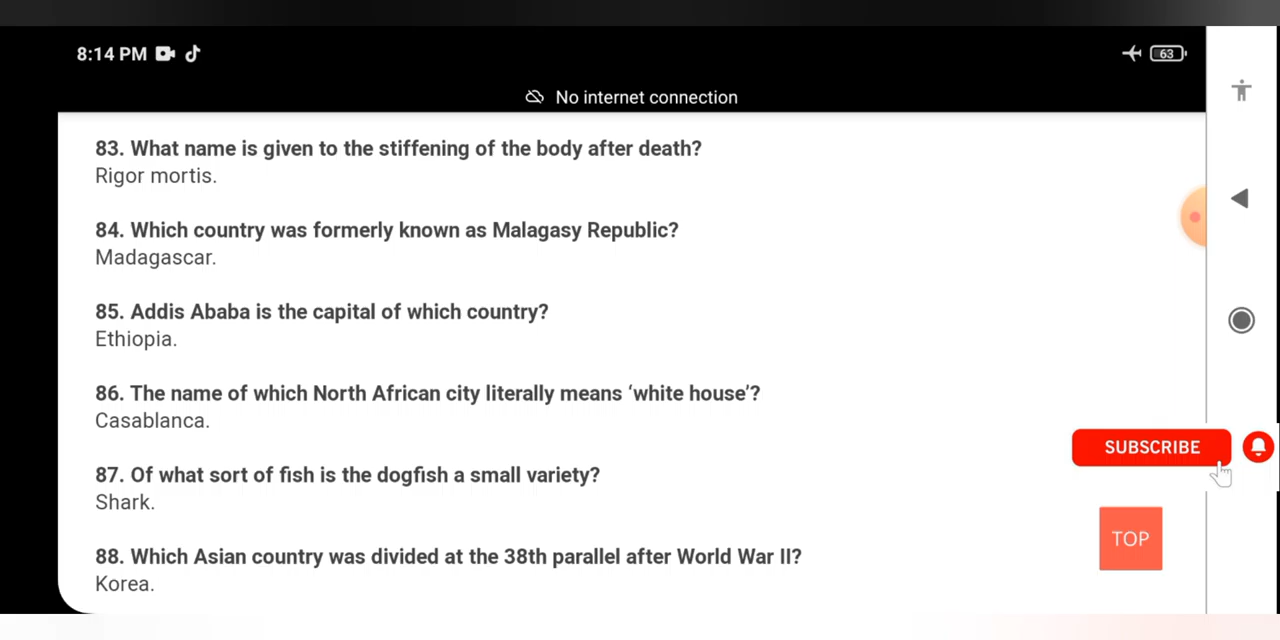 8:14 PM
63
No internet connection
83. What name is given to the stiffening of the body after death?
Rigor mortis.
84. Which country was formerly known as Malagasy Republic?
Madagascar.
85. Addis Ababa is the capital of which country?
Ethiopia.
86. The name of which North African city literally means ‘white house’?
Casablanca.
87. Of what sort of fish is the dogfish a small variety?
Shark.
88. Which Asian country was divided at the 38th parallel after World War II?
Korea.
SUBSCRIBE
TOP